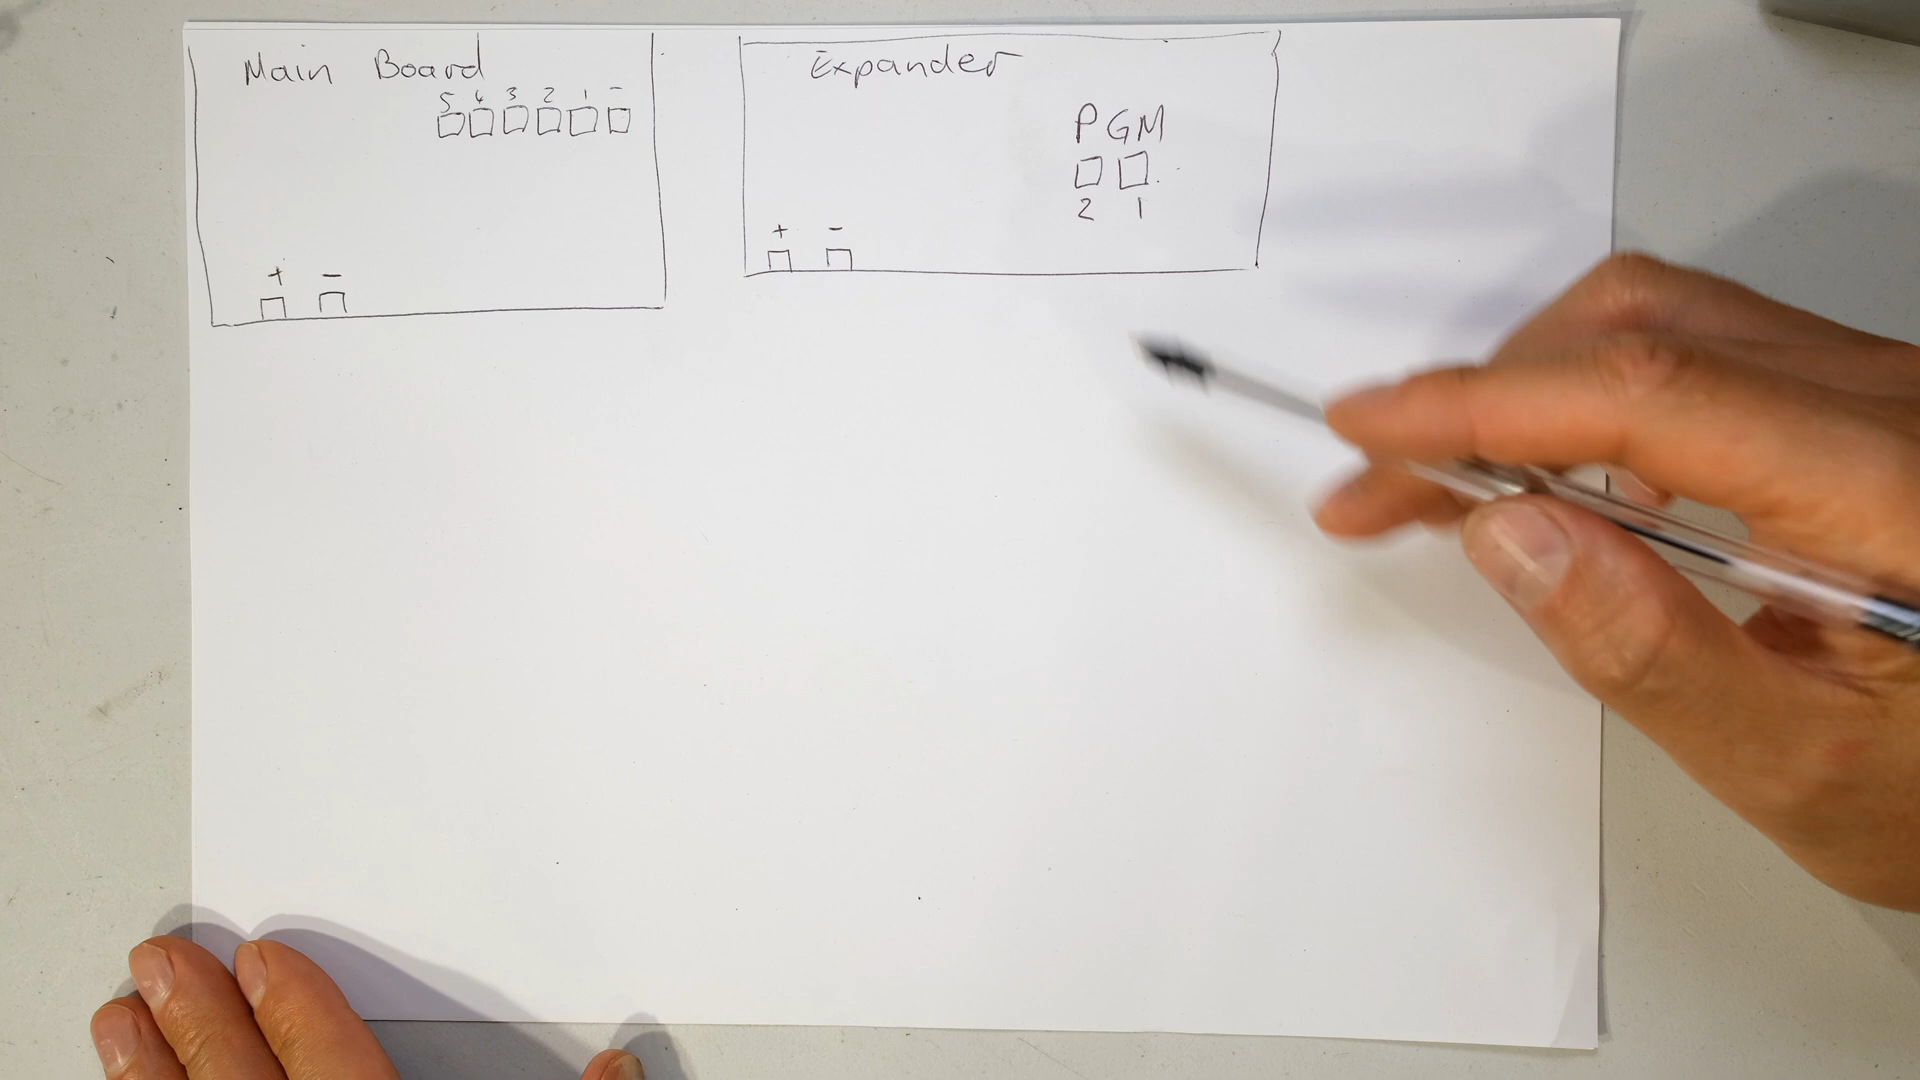 Main Board
5 4 3 2 1 -
+ -
Expander
PGM
2 1
+ -